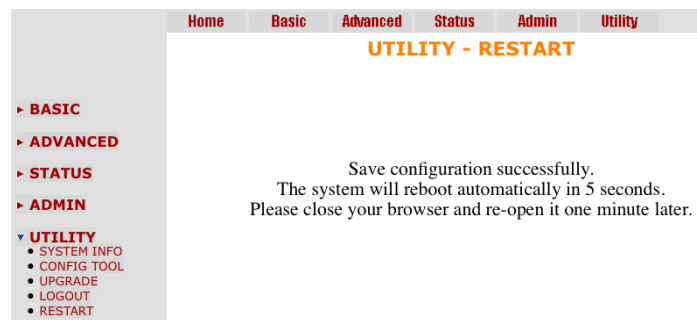 Home Basic Advanced Status Admin Utility
UTILITY - RESTART
BASIC
ADVANCED
STATUS
ADMIN
UTILITY
SYSTEM INFO
CONFIG TOOL
UPGRADE
LOGOUT
RESTART
Save configuration successfully.
The system will reboot automatically in 5 seconds.
Please close your browser and re-open it one minute later.